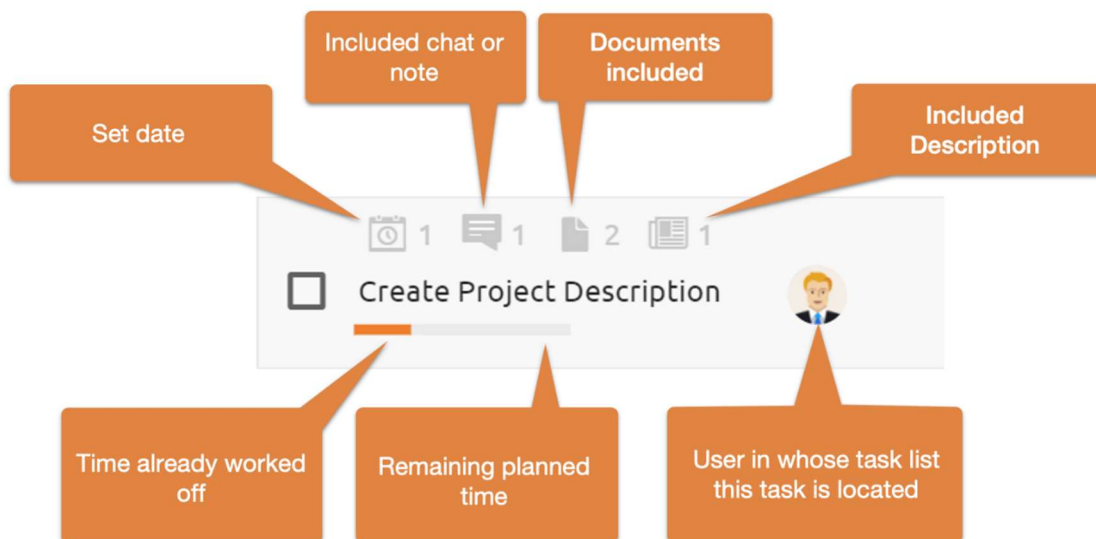 Included chat or
note
Documents
included
Set date
Included
Description
1 1 2 1
Create Project Description
Time already worked
off
Remaining planned
time
User in whose task list
this task is located